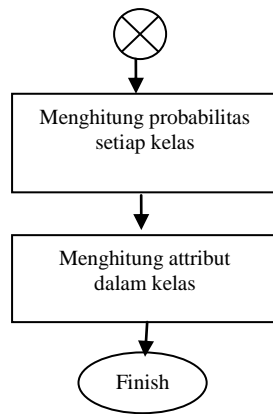 Menghitung probabilitas
setiap kelas
Menghitung attribut
dalam kelas
Finish